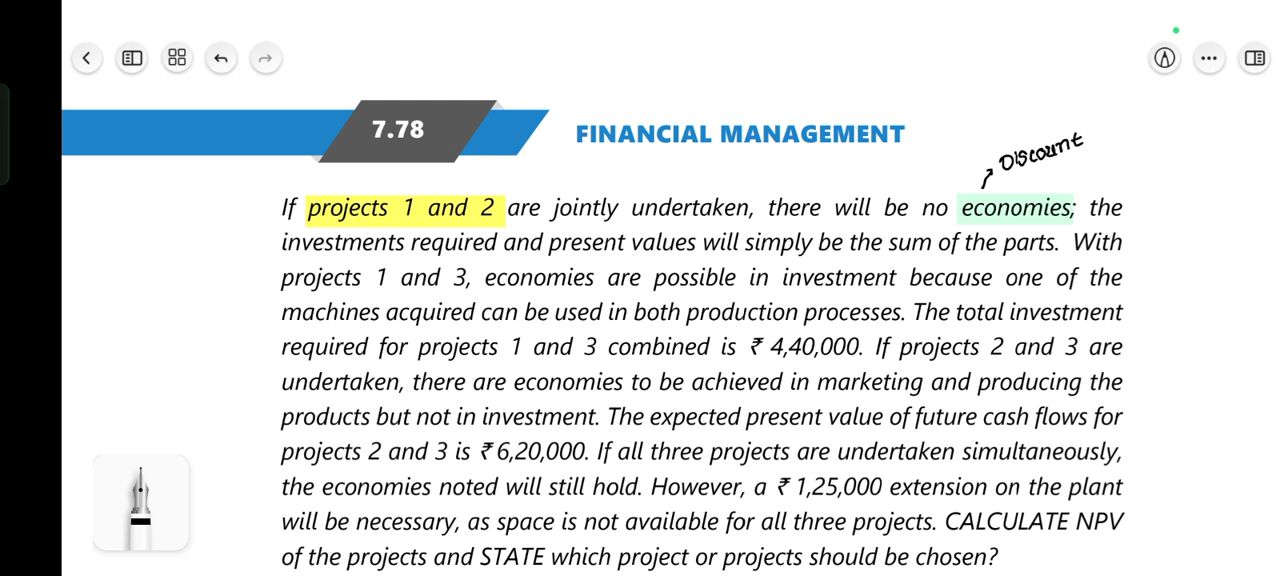 7.78
FINANCIAL MANAGEMENT
Discount
If projects 1 and 2 are jointly undertaken, there will be no economies; the
investments required and present values will simply be the sum of the parts. With
projects 1 and 3, economies are possible in investment because one of the
machines acquired can be used in both production processes. The total investment
required for projects 1 and 3 combined is ₹ 4,40,000. If projects 2 and 3 are
undertaken, there are economies to be achieved in marketing and producing the
products but not in investment. The expected present value of future cash flows for
projects 2 and 3 is ₹ 6,20,000. If all three projects are undertaken simultaneously,
the economies noted will still hold. However, a ₹ 1,25,000 extension on the plant
will be necessary, as space is not available for all three projects. CALCULATE NPV
of the projects and STATE which project or projects should be chosen?